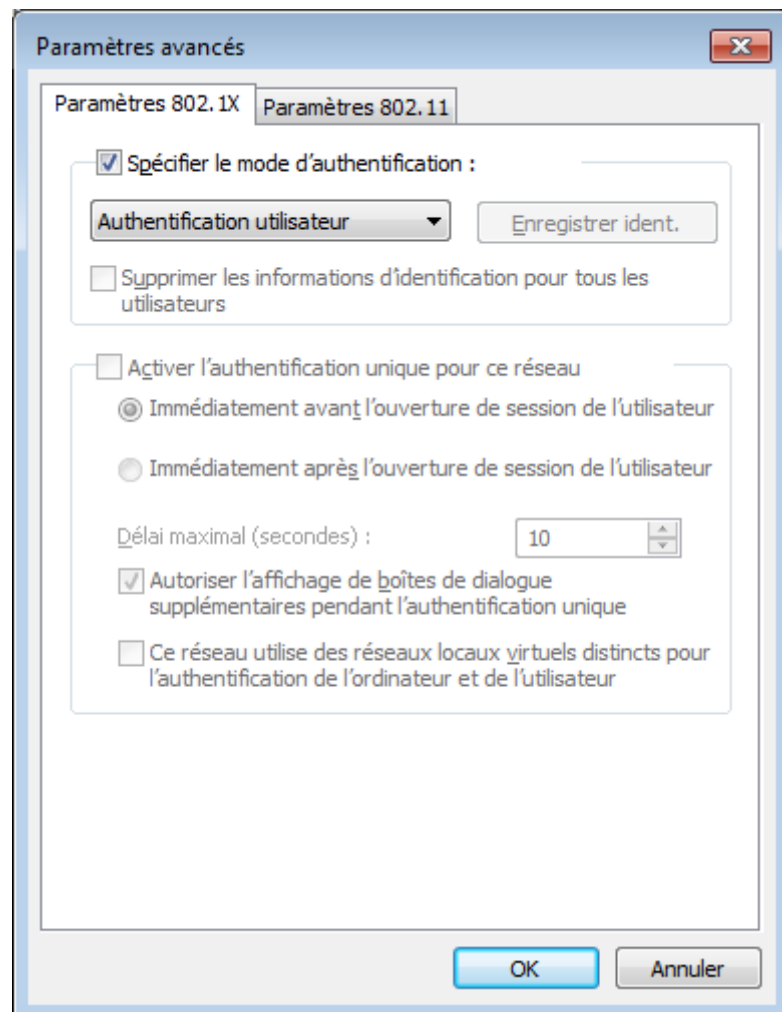 Paramètres avancés
Paramètres 802.1X
Paramètres 802.11
Spécifier le mode d'authentification :
Authentification utilisateur
Enregistrer ident.
Supprimer les informations d'identification pour tous les
utilisateurs
Activer l'authentification unique pour ce réseau
Immédiatement avant l'ouverture de session de l'utilisateur
Immédiatement après l'ouverture de session de l'utilisateur
Délai maximal (secondes) :
10
Autoriser l'affichage de boîtes de dialogue
supplémentaires pendant l'authentification unique
Ce réseau utilise des réseaux locaux virtuels distincts pour
l'authentification de l'ordinateur et de l'utilisateur
OK
Annuler